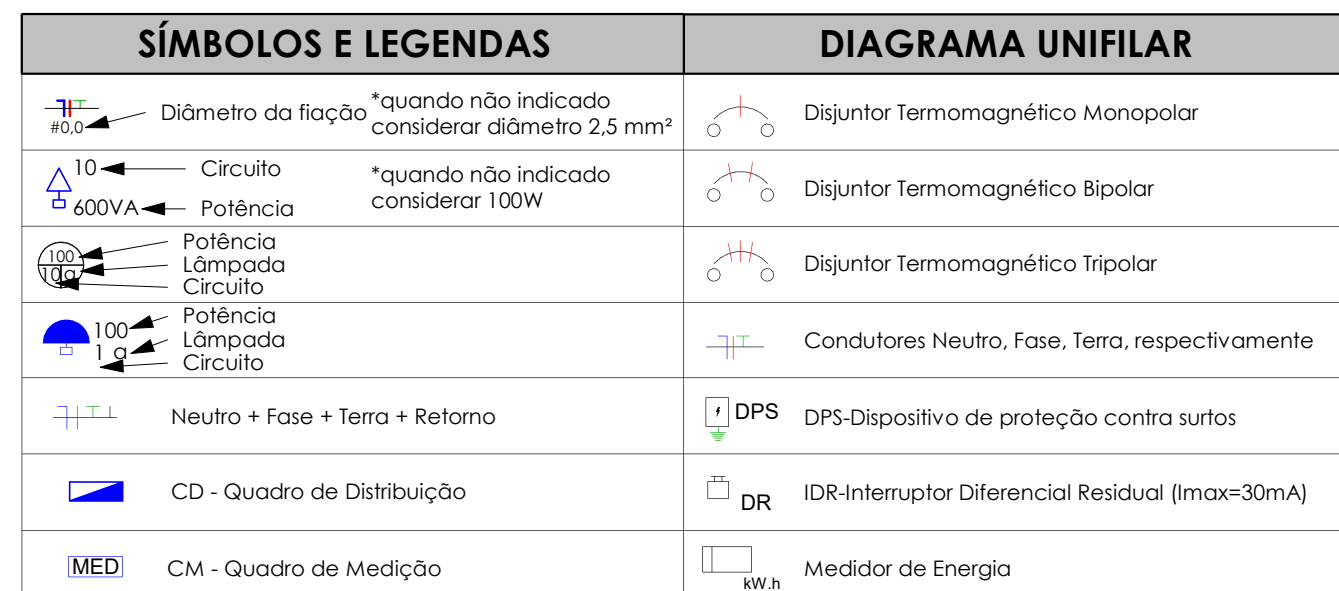 SÍMBOLOS E LEGENDAS
#0,0
Diâmetro da fiação
*quando não indicado
considerar diâmetro 2,5 mm²
10
Circuito
600VA
Potência
*quando não indicado
considerar 100W
100
10 a
Potência
Lâmpada
Circuito
100
1 a
Potência
Lâmpada
Circuito
Neutro + Fase + Terra + Retorno
CD - Quadro de Distribuição
MED
CM - Quadro de Medição
DIAGRAMA UNIFILAR
Disjuntor Termomagnético Monopolar
Disjuntor Termomagnético Bipolar
Disjuntor Termomagnético Tripolar
Condutores Neutro, Fase, Terra, respectivamente
DPS
DPS-Dispositivo de proteção contra surtos
DR
IDR-Interruptor Diferencial Residual (Imax=30mA)
kW.h
Medidor de Energia